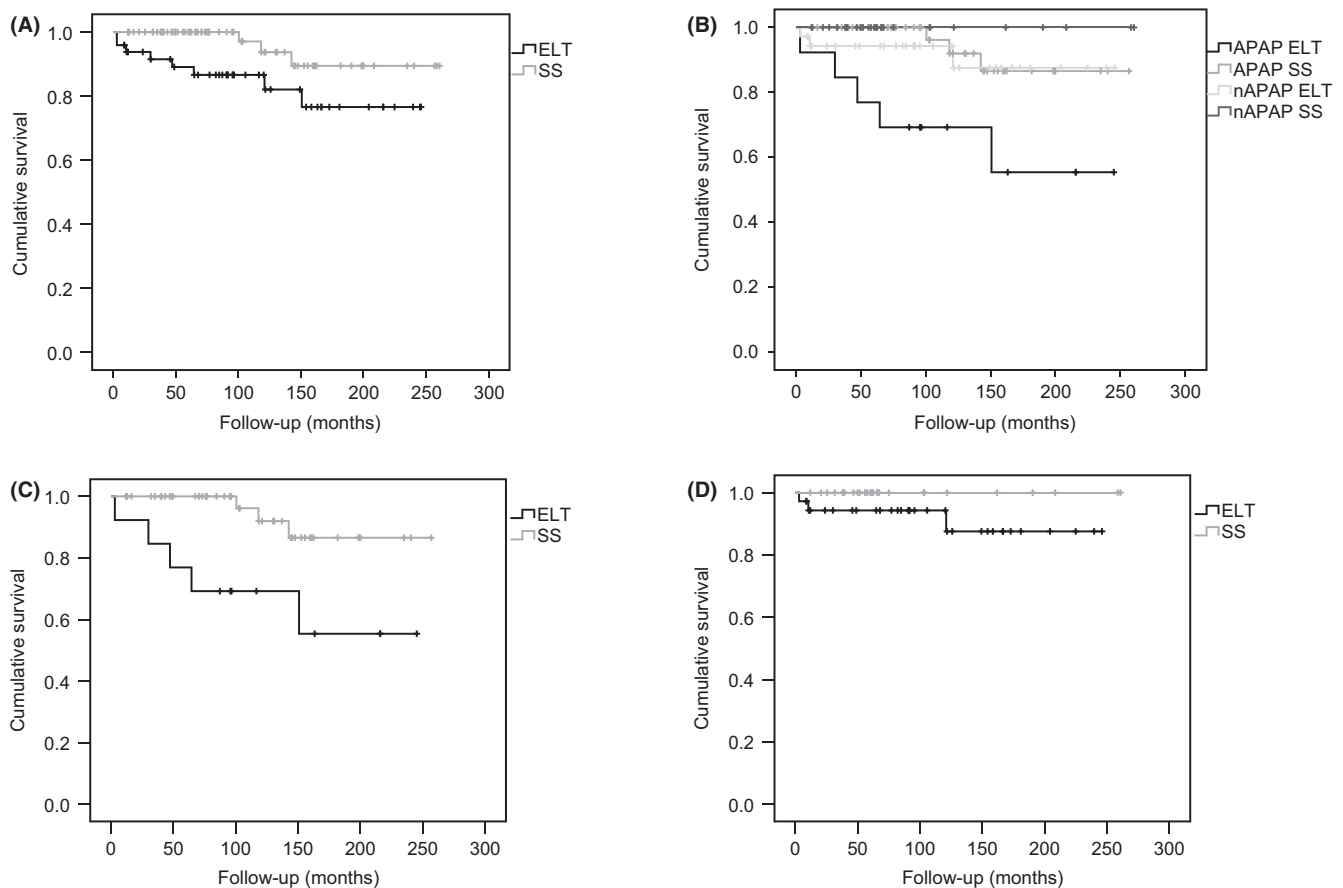 (A)
1.0
0.8
0.6
0.4
0.2
0.0
Cumulative survival
0 50 100 150 200 250 300
Follow-up (months)
ELT
SS
(B)
1.0
0.8
0.6
0.4
0.2
0.0
Cumulative survival
0 50 100 150 200 250 300
Follow-up (months)
APAP ELT
APAP SS
nAPAP ELT
nAPAP SS
(C)
1.0
0.8
0.6
0.4
0.2
0.0
Cumulative survival
0 50 100 150 200 250 300
Follow-up (months)
ELT
SS
(D)
1.0
0.8
0.6
0.4
0.2
0.0
Cumulative survival
0 50 100 150 200 250 300
Follow-up (months)
ELT
SS